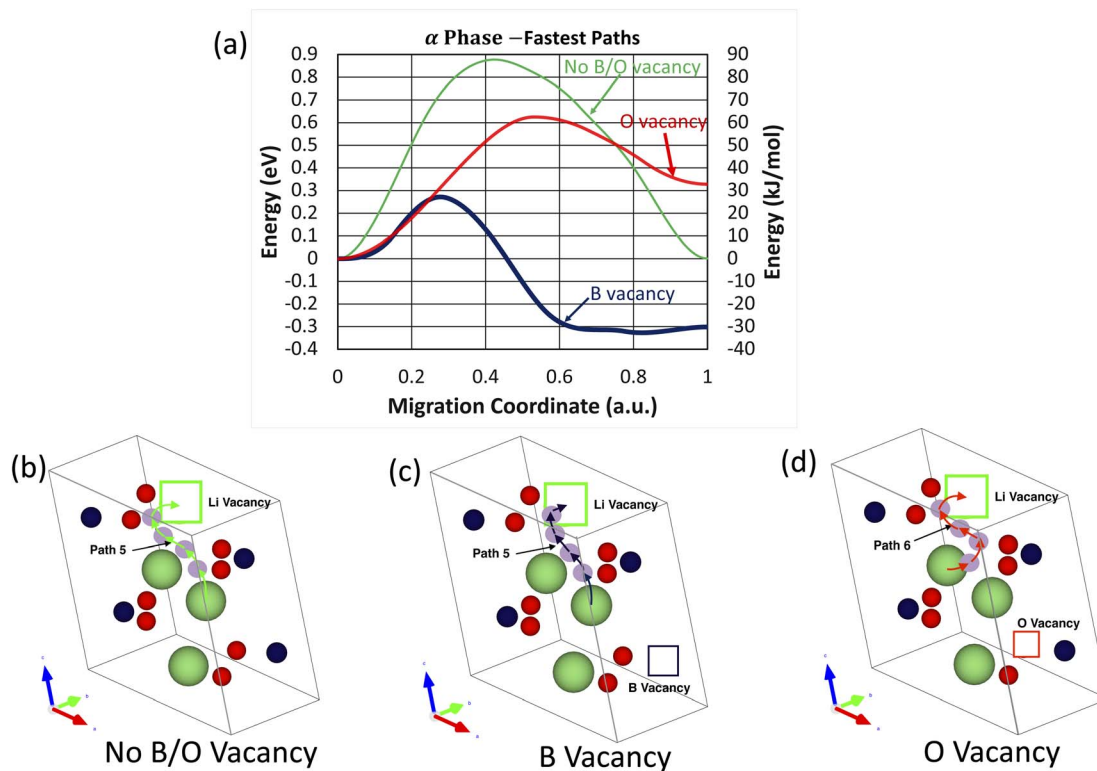 (a)
α Phase –Fastest Paths
0.9
0.8
0.7
0.6
0.5
0.4
0.3
0.2
0.1
0
-0.1
-0.2
-0.3
-0.4
Energy (eV)
90
80
70
60
50
40
30
20
10
0
-10
-20
-30
-40
Energy (kJ/mol)
No B/O vacancy
O vacancy
B vacancy
0 0.2 0.4 0.6 0.8 1
Migration Coordinate (a.u.)
(b)
Li Vacancy
Path 5
c
b
a
No B/O Vacancy
(c)
Li Vacancy
Path 5
B Vacancy
c
b
a
B Vacancy
(d)
Li Vacancy
Path 6
O Vacancy
c
b
a
O Vacancy